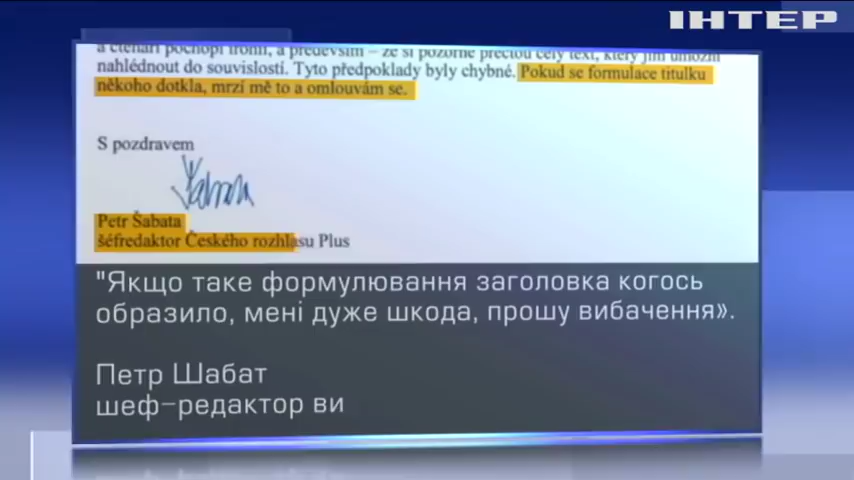 ІНТЕР
a čtenáři pochopí ironii, a především – že si pozorně přečtou celý text, který jim umožní
nahlédnout do souvislostí. Tyto předpoklady byly chybné. Pokud se formulace titulku
někoho dotkla, mrzí mě to a omlouvám se.
S pozdravem
Petr Šabata
šéfredaktor Českého rozhlasu Plus
"Якщо таке формулювання заголовка когось
образило, мені дуже шкода, прошу вибачення».
Петр Шабат
шеф-редактор ви